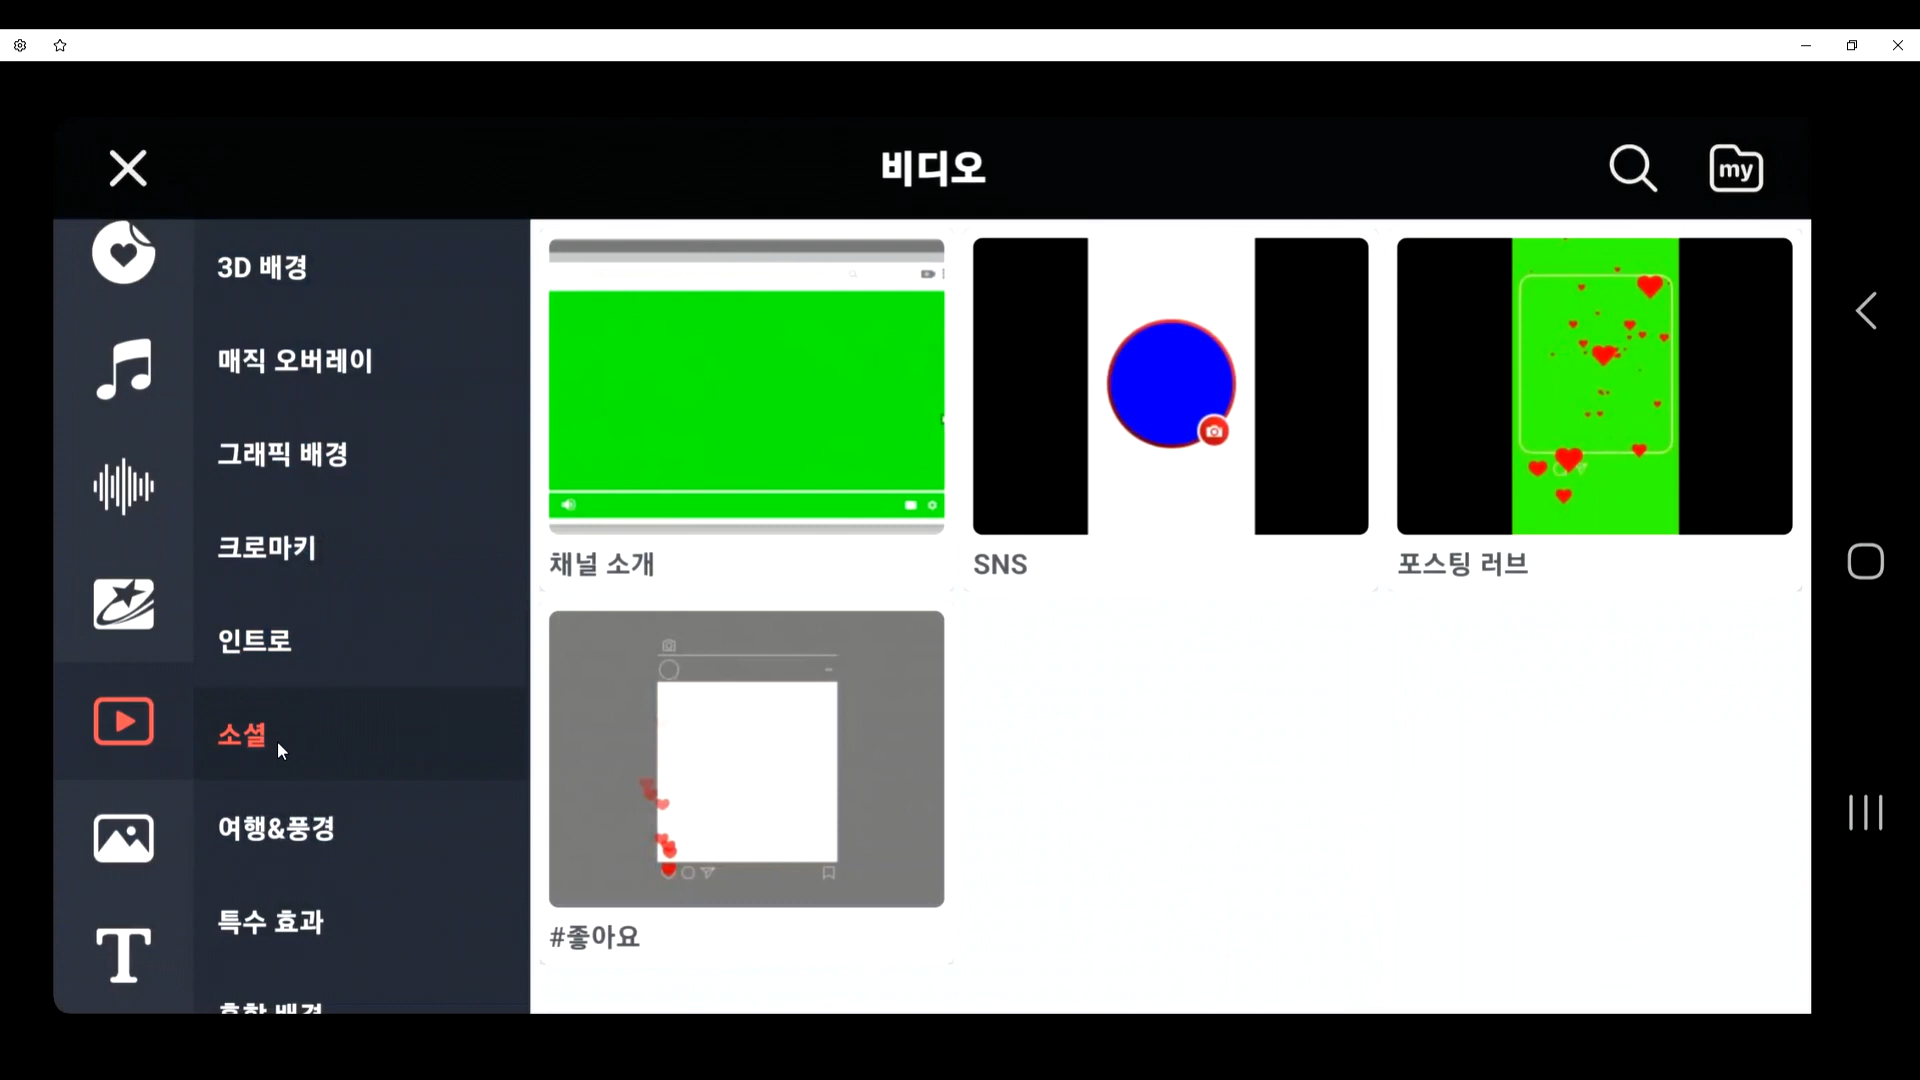 비디오
my
3D 배경
매직 오버레이
그래픽 배경
크로마키
인트로
소셜
여행&풍경
특수 효과
채널 소개
SNS
포스팅 러브
#좋아요